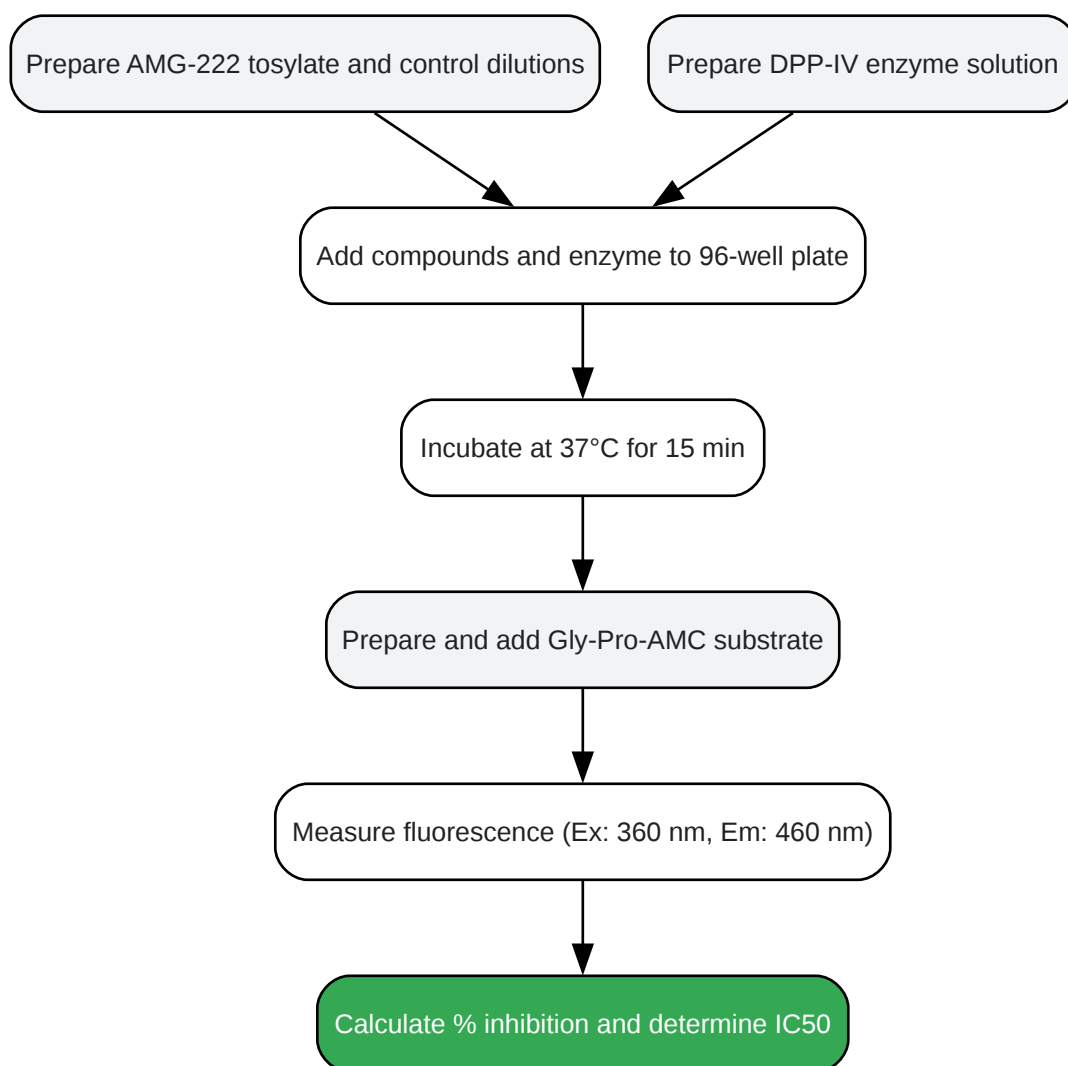 Prepare AMG-222 tosylate and control dilutions
Prepare DPP-IV enzyme solution
Add compounds and enzyme to 96-well plate
Incubate at 37°C for 15 min
Prepare and add Gly-Pro-AMC substrate
Measure fluorescence (Ex: 360 nm, Em: 460 nm)
Calculate % inhibition and determine IC50